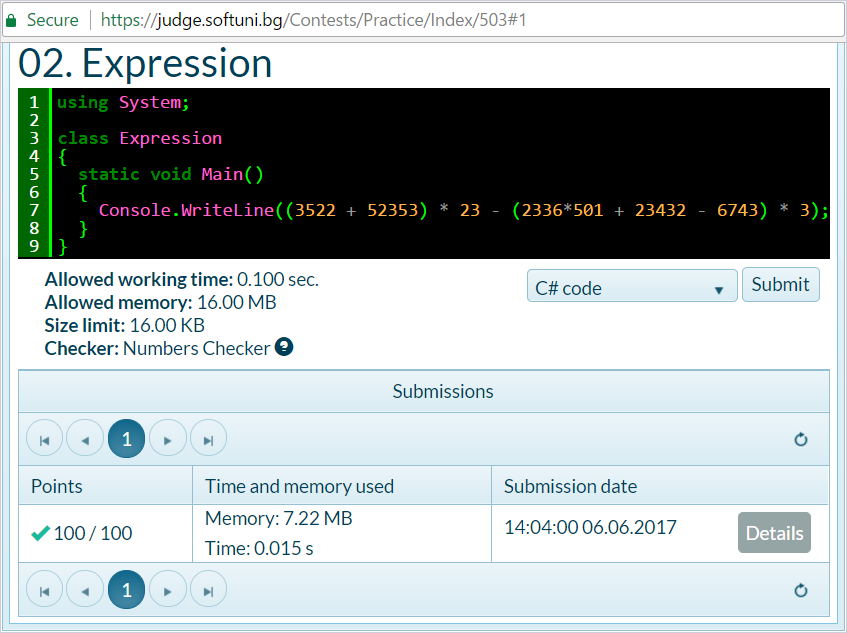 Secure | https://judge.softuni.bg/Contests/Practice/Index/503#1
02. Expression
1 using System;
2
3 class Expression
4 {
5 static void Main()
6 {
7 Console.WriteLine((3522 + 52353) * 23 - (2336*501 + 23432 - 6743) * 3);
8 }
9 }
Allowed working time: 0.100 sec.
Allowed memory: 16.00 MB
Size limit: 16.00 KB
Checker: Numbers Checker ?
C# code
Submit
Submissions
1
Points Time and memory used Submission date
100 / 100
Memory: 7.22 MB
Time: 0.015 s
14:04:00 06.06.2017
Details
1